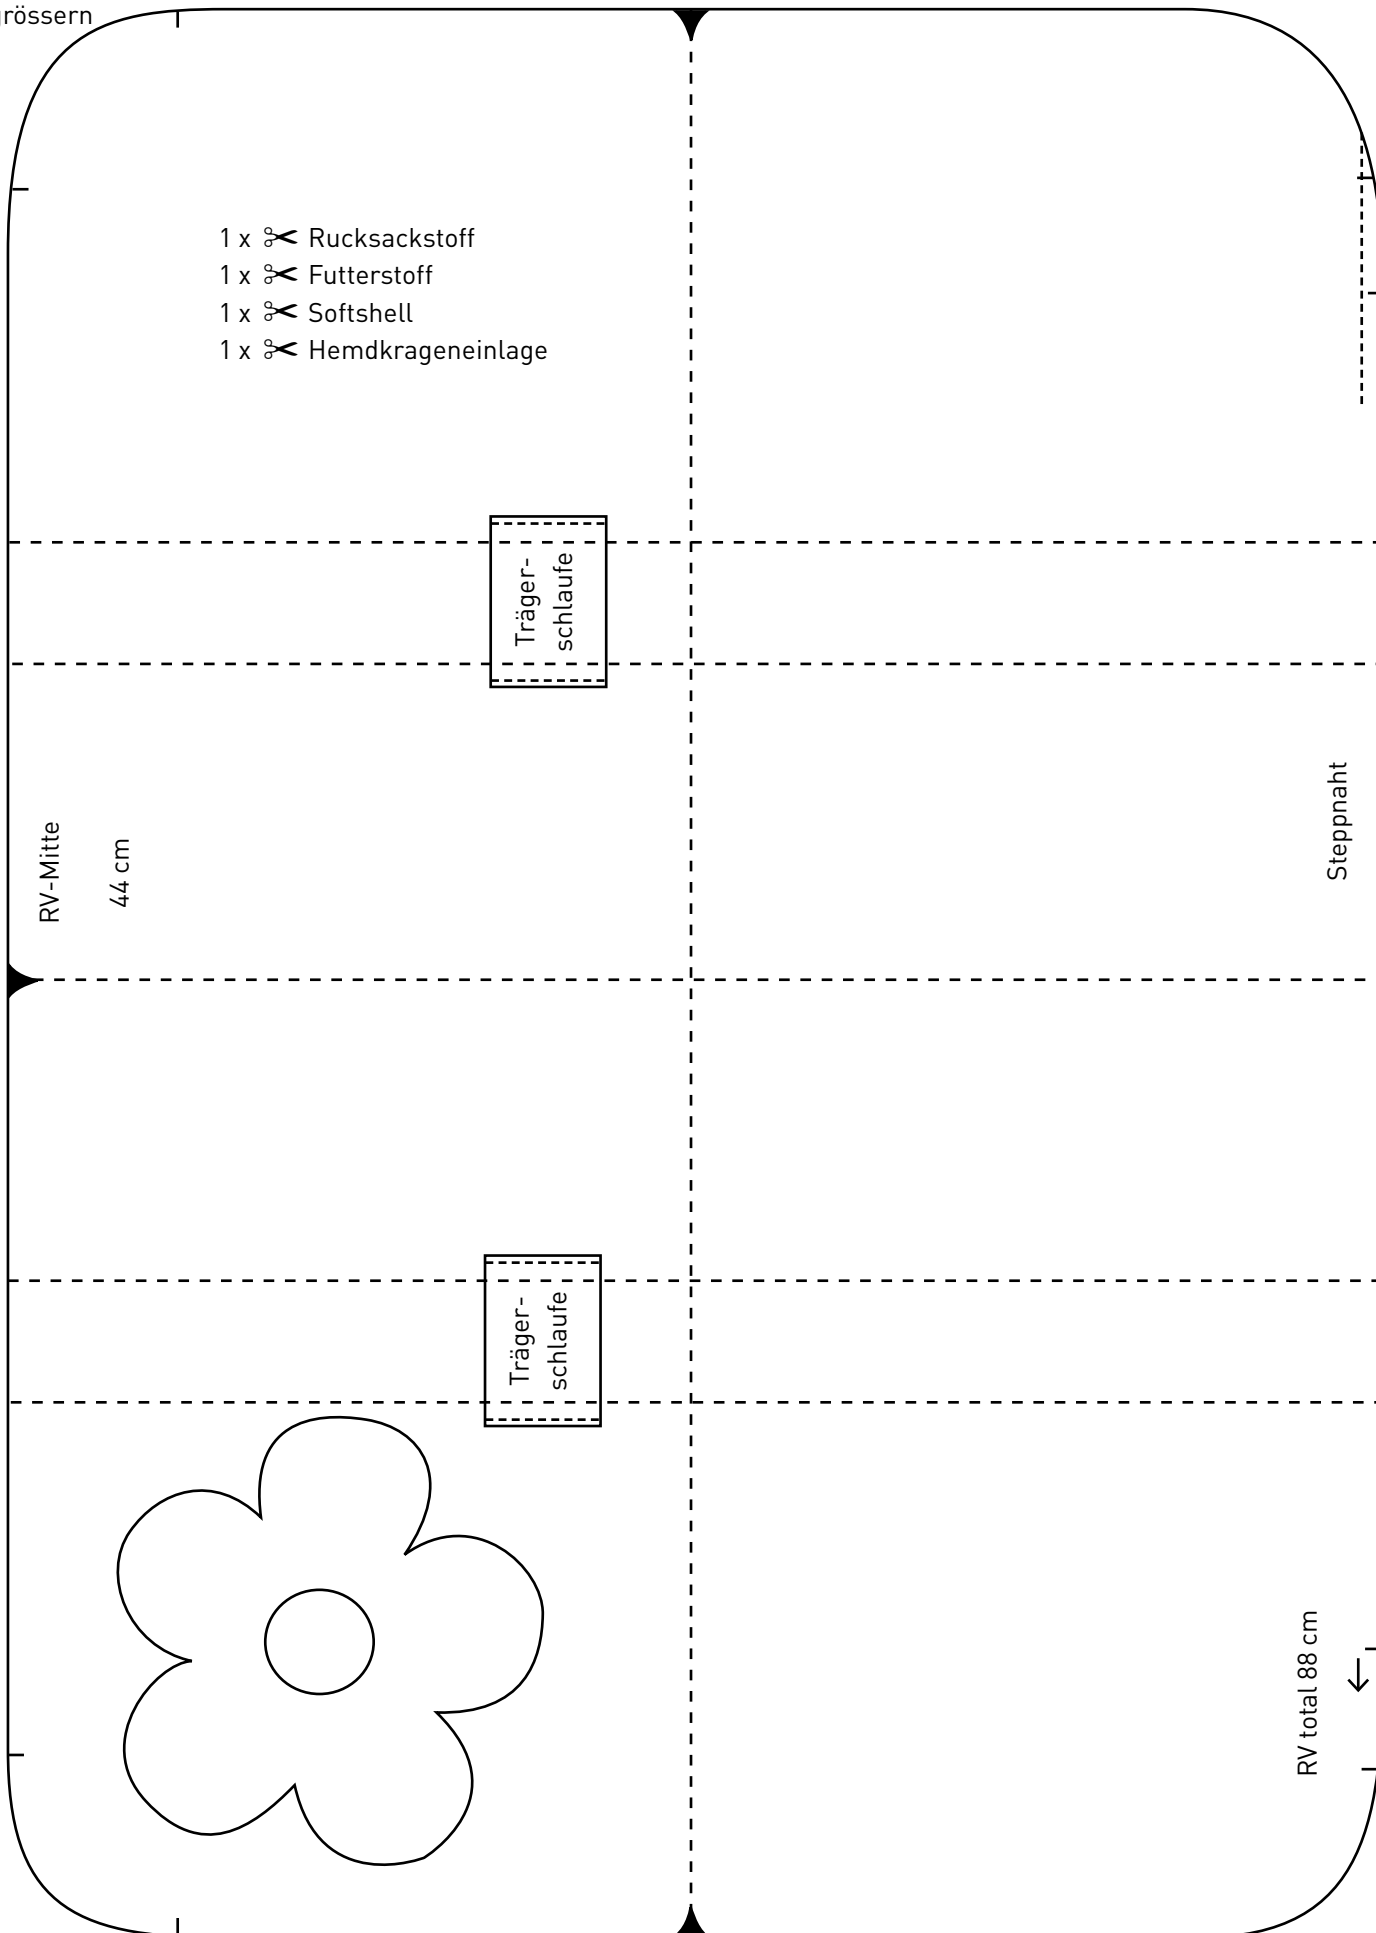 1 x ✂ Rucksackstoff
1 x ✂ Futterstoff
1 x ✂ Softshell
1 x ✂ Hemdkrageneinlage
Träger-
schlaufe
RV-Mitte
44 cm
Steppnaht
Träger-
schlaufe
RV total 88 cm